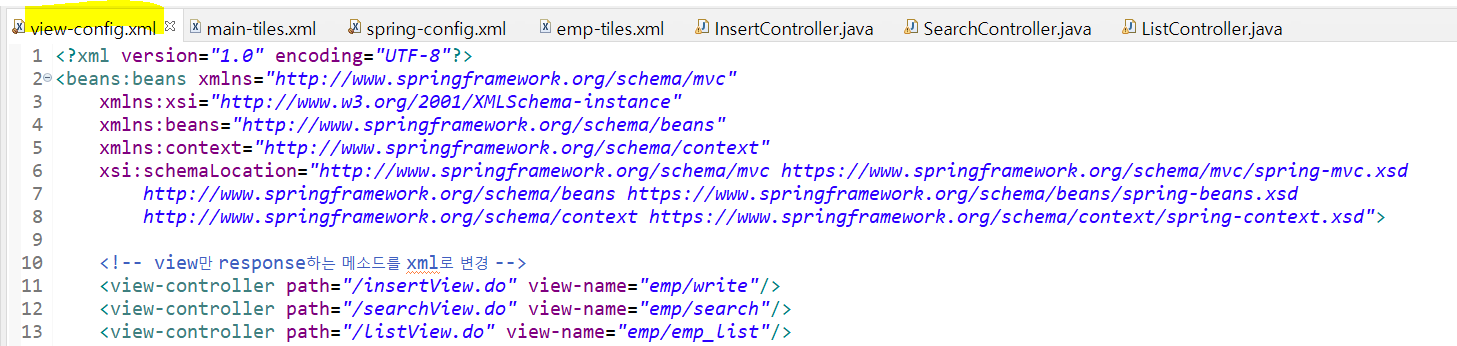 view-config.xml main-tiles.xml spring-config.xml emp-tiles.xml InsertController.java SearchController.java ListController.java
1 <?xml version="1.0" encoding="UTF-8"?>
2 <beans:beans xmlns="http://www.springframework.org/schema/mvc"
3 xmlns:xsi="http://www.w3.org/2001/XMLSchema-instance"
4 xmlns:beans="http://www.springframework.org/schema/beans"
5 xmlns:context="http://www.springframework.org/schema/context"
6 xsi:schemaLocation="http://www.springframework.org/schema/mvc https://www.springframework.org/schema/mvc/spring-mvc.xsd
7 http://www.springframework.org/schema/beans https://www.springframework.org/schema/beans/spring-beans.xsd
8 http://www.springframework.org/schema/context https://www.springframework.org/schema/context/spring-context.xsd">
9
10 <!-- view만 response하는 메소드를 xml로 변경 -->
11 <view-controller path="/insertView.do" view-name="emp/write"/>
12 <view-controller path="/searchView.do" view-name="emp/search"/>
13 <view-controller path="/listView.do" view-name="emp/emp_list"/>